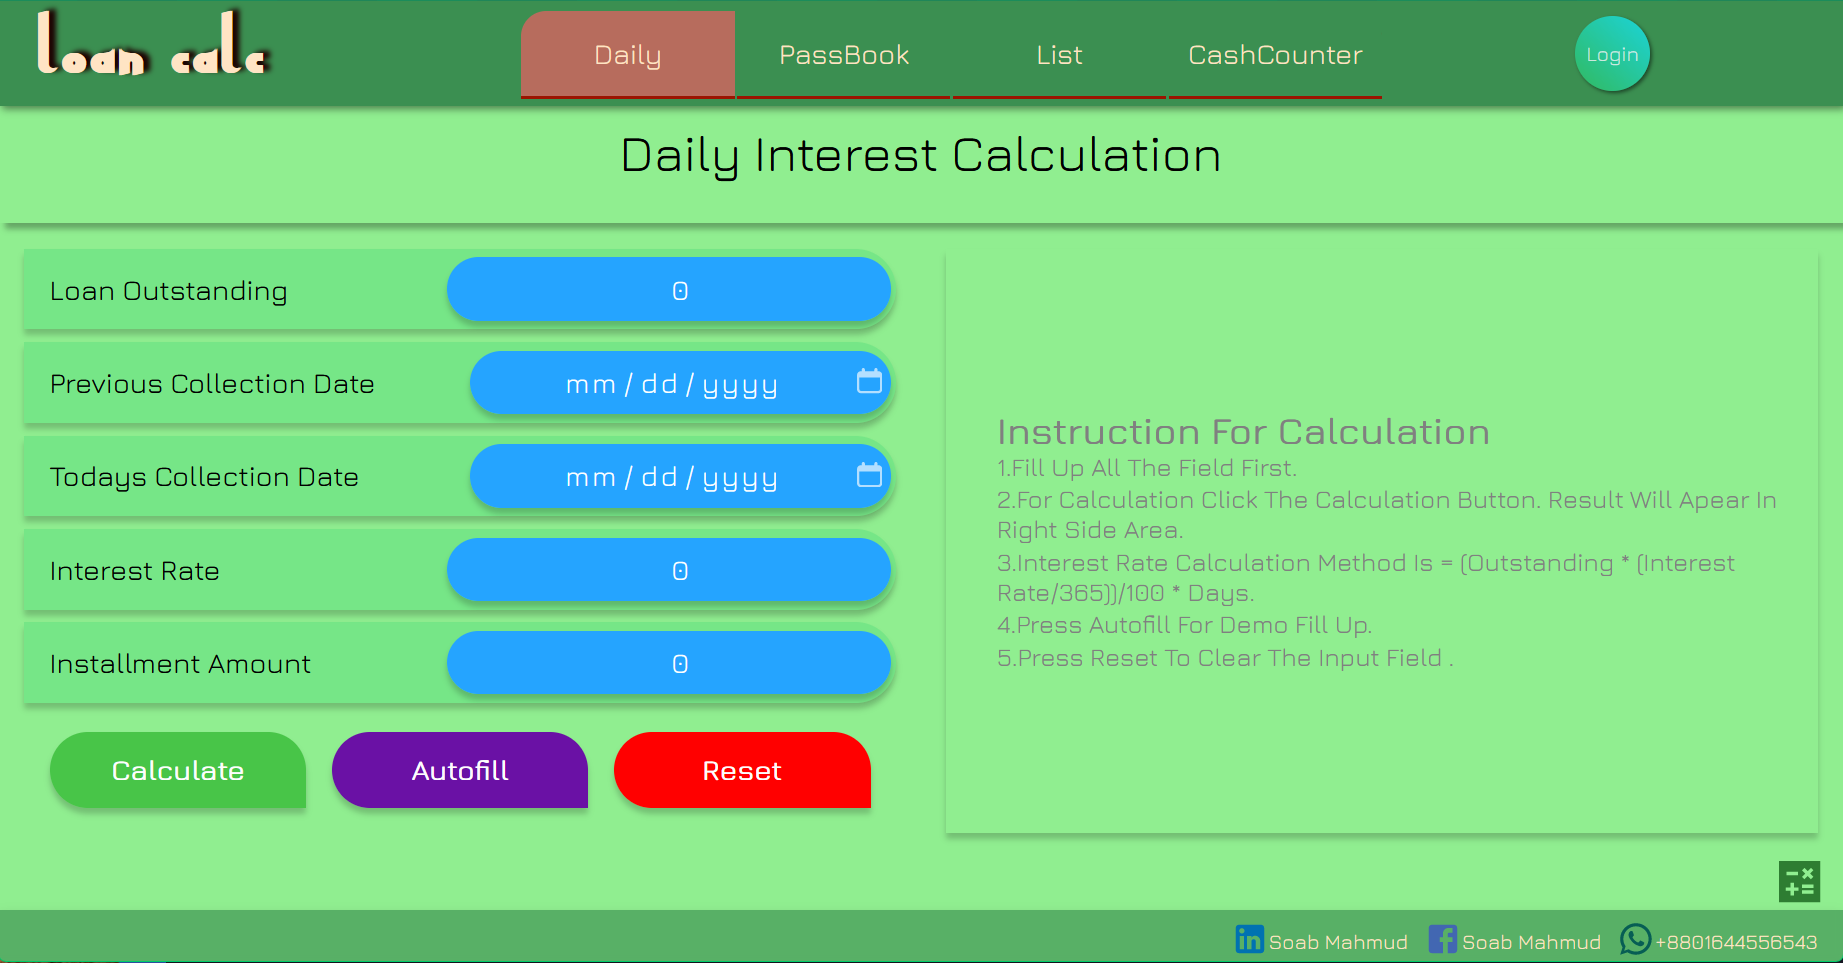 loan calc
Daily
PassBook
List
CashCounter
Login
Daily Interest Calculation
Loan Outstanding
0
Previous Collection Date
mm/dd/yyyy
Todays Collection Date
mm/dd/yyyy
Interest Rate
0
Installment Amount
0
Calculate
Autofill
Reset
Instruction For Calculation
1.Fill Up All The Field First.
2.For Calculation Click The Calculation Button. Result Will Apear In
Right Side Area.
3.Interest Rate Calculation Method Is = (Outstanding * (Interest
Rate/365))/100 * Days.
4.Press Autofill For Demo Fill Up.
5.Press Reset To Clear The Input Field .
Soab Mahmud
Soab Mahmud
+8801644556543